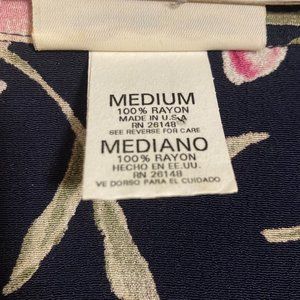 MEDIUM
100% RAYON
MADE IN U.S.A
RN 26148
SEE REVERSE FOR CARE
MEDIANO
100% RAYON
HECHO EN EE.UU.
RN 26148
VE DORSO PARA EL CUIDADO